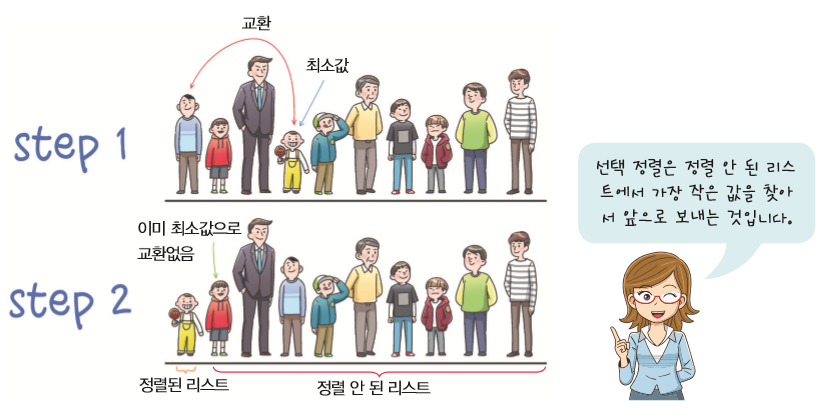 교환
최소값
step 1
선택 정렬은 정렬 안 된 리스
트에서 가장 작은 값을 찾아
서 앞으로 보내는 것입니다.
이미 최소값으로
교환없음
step 2
정렬된 리스트
정렬 안 된 리스트